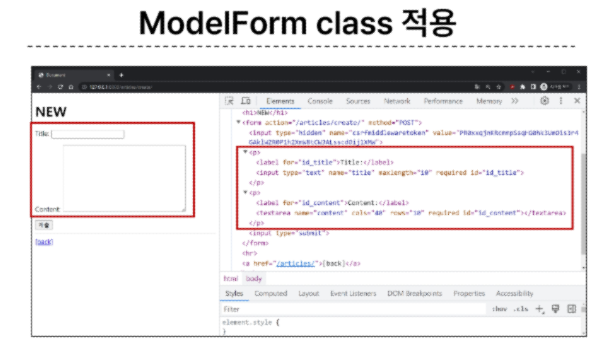 ModelForm class 적용
Document
NEW
Title:
Content:
제출
[back]
Elements Console Sources Network Performance Memory
<h1>NEW</h1>
<form action="/articles/create/" method="POST">
<input type="hidden" name="csrfmiddlewaretoken" value=
<p>
<label for="id_title">Title:</label>
<input type="text" name="title" maxlength="10" required id="id_title">
</p>
<p>
<label for="id_content">Content:</label>
<textarea name="content" cols="40" rows="10" required id="id_content"></textarea>
</p>
<input type="submit">
</form>
<hr>
<a href="/articles/">[back]</a>
html body
Styles Computed Layout Event Listeners DOM Breakpoints Properties Accessibility
Filter :hov .cls
element.style {
}